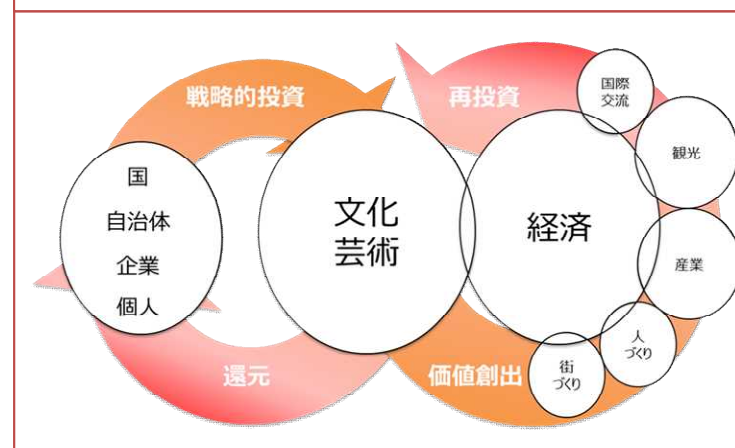 戦略的投資
再投資
国際
交流
観光
国
自治体
企業
個人
文化
芸術
経済
産業
人
づくり
街
づくり
還元
価値創出